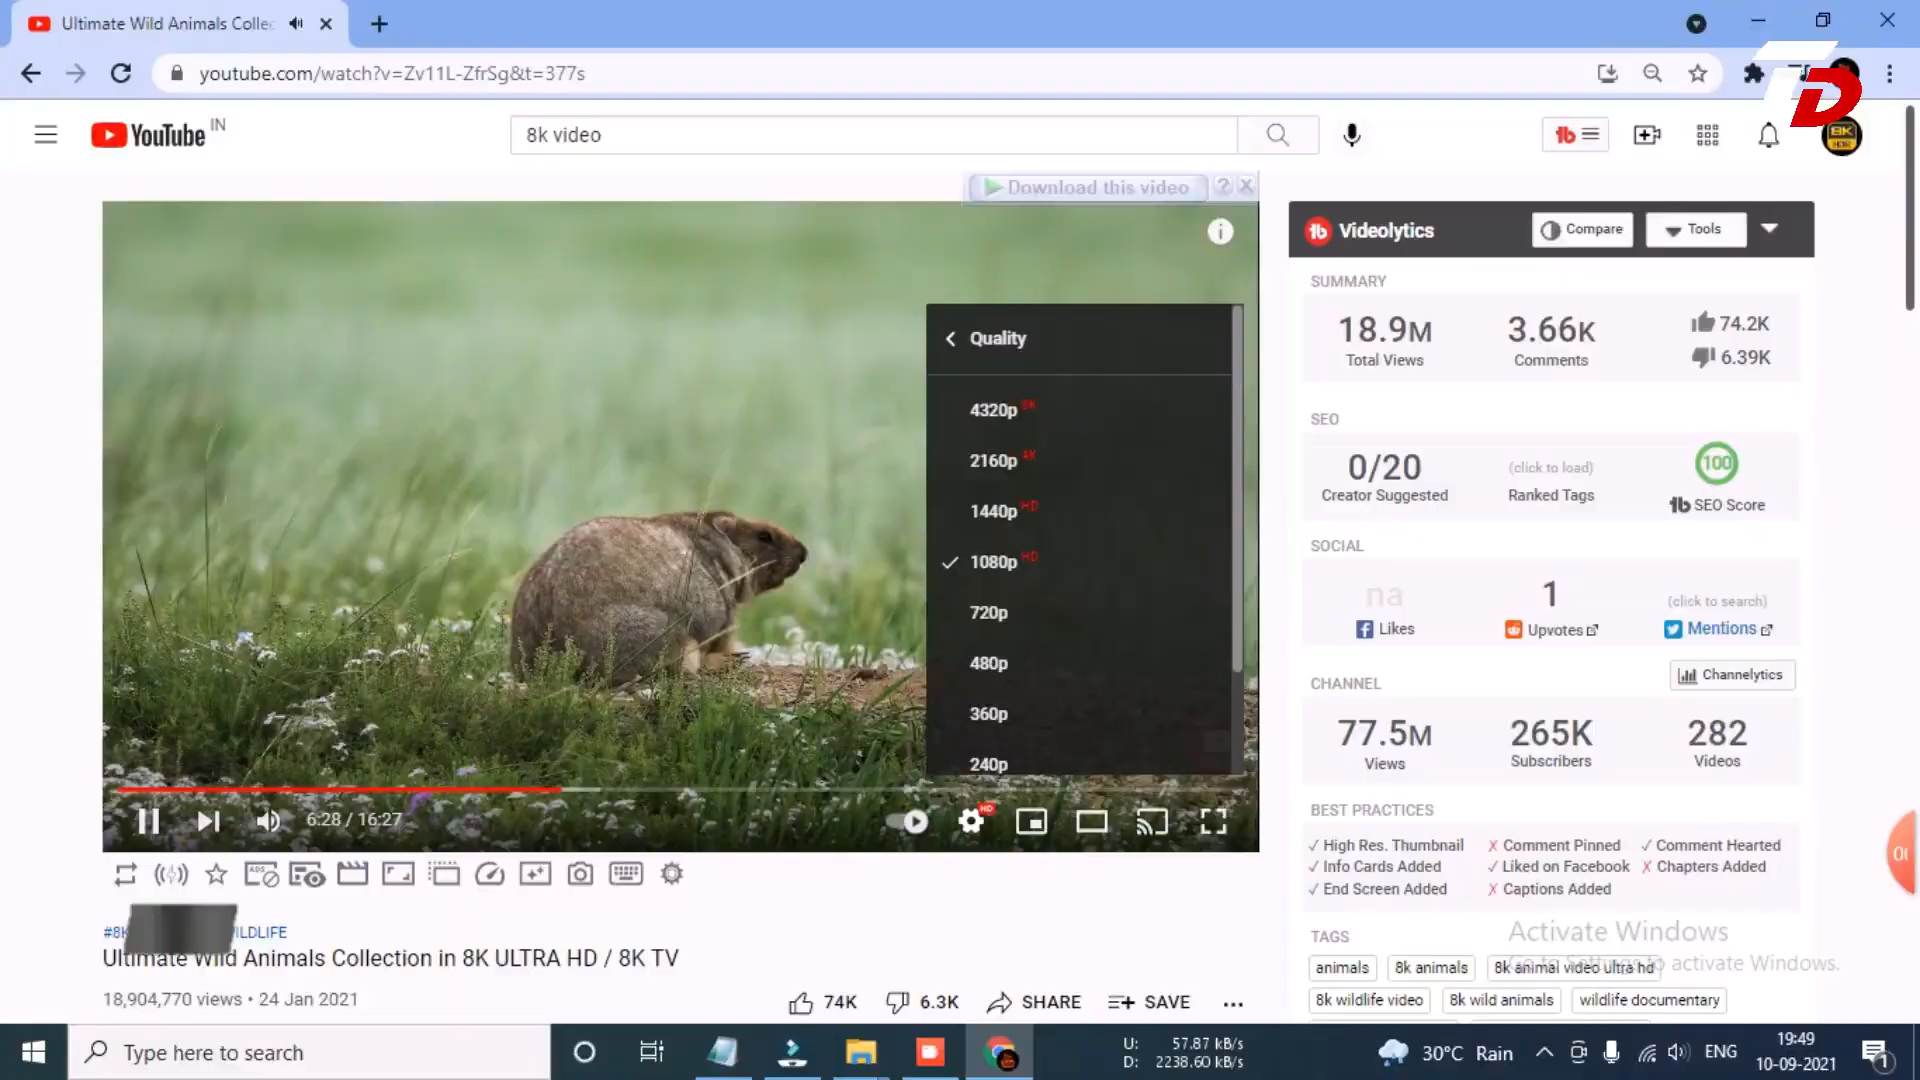 Ultimate Wild Animals Collec
youtube.com/watch?v=Zv11L-ZfrSg&t=377s
TD
YouTube IN
8k video
8K
HDR
Download this video ? X
Quality
4320p 8K
2160p 4K
1440p HD
1080p HD
720p
480p
360p
240p
6:28 / 16:27
HD
Videolytics
Compare
Tools
SUMMARY
18.9M
Total Views
3.66K
Comments
74.2K
6.39K
SEO
0/20
Creator Suggested
(click to load)
Ranked Tags
100
SEO Score
SOCIAL
na
Likes
1
Upvotes
(click to search)
Mentions
CHANNEL
Channelytics
77.5M
Views
265K
Subscribers
282
Videos
BEST PRACTICES
✓ High Res. Thumbnail ✗ Comment Pinned ✓ Comment Hearted
✓ Info Cards Added ✓ Liked on Facebook ✗ Chapters Added
✓ End Screen Added ✗ Captions Added
TAGS
animals 8k animals 8k animal video ultra hd
8k wildlife video 8k wild animals wildlife documentary
Activate Windows
Go to Settings to activate Windows.
#8K ILDLIFE
Ultimate Wild Animals Collection in 8K ULTRA HD / 8K TV
18,904,770 views • 24 Jan 2021
74K 6.3K SHARE SAVE ...
Type here to search
U: 57.87 kB/s
D: 2238.60 kB/s
30°C Rain
ENG
19:49
10-09-2021
1